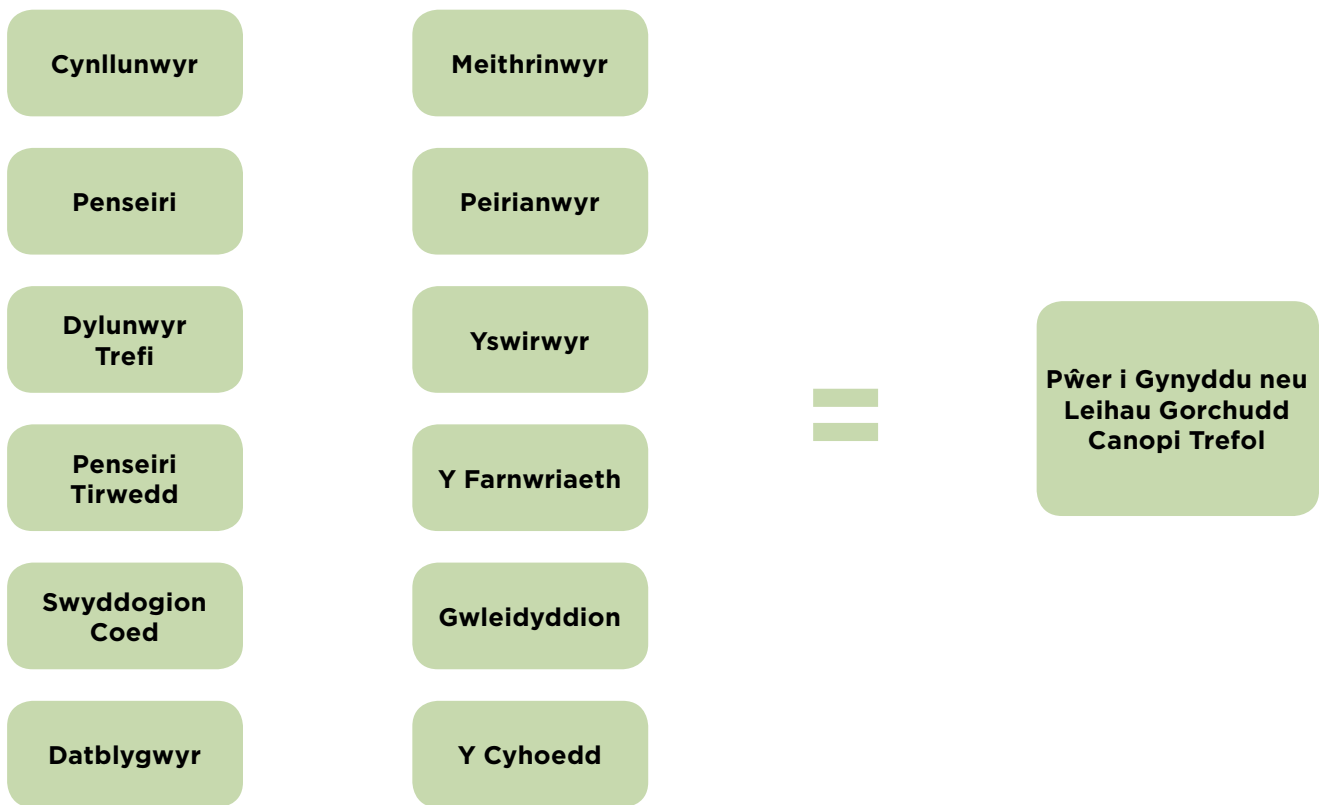 Cynllunwyr
Penseiri
Dylunwyr
Trefi
Penseiri
Tirwedd
Swyddogion
Coed
Datblygwyr
Meithrinwyr
Peirianwyr
Yswirwyr
Y Farnwriaeth
Gwleidyddion
Y Cyhoedd
=
Pŵer i Gynyddu neu
Leihau Gorchudd
Canopi Trefol